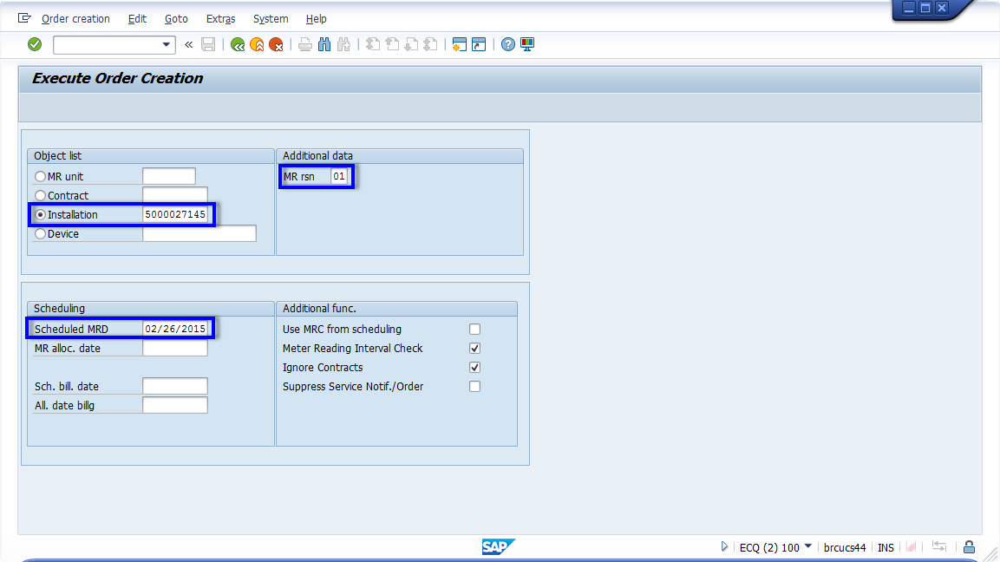 Order creation Edit Goto Extras System Help
«
Execute Order Creation
Object list
MR unit
Contract
Installation 5000027145
Device
Additional data
MR rsn 01
Scheduling
Scheduled MRD 02/26/2015
MR alloc. date
Sch. bill. date
All. date billg
Additional func.
Use MRC from scheduling
Meter Reading Interval Check
Ignore Contracts
Suppress Service Notif./Order
SAP
ECQ (2) 100 brcucs44 INS